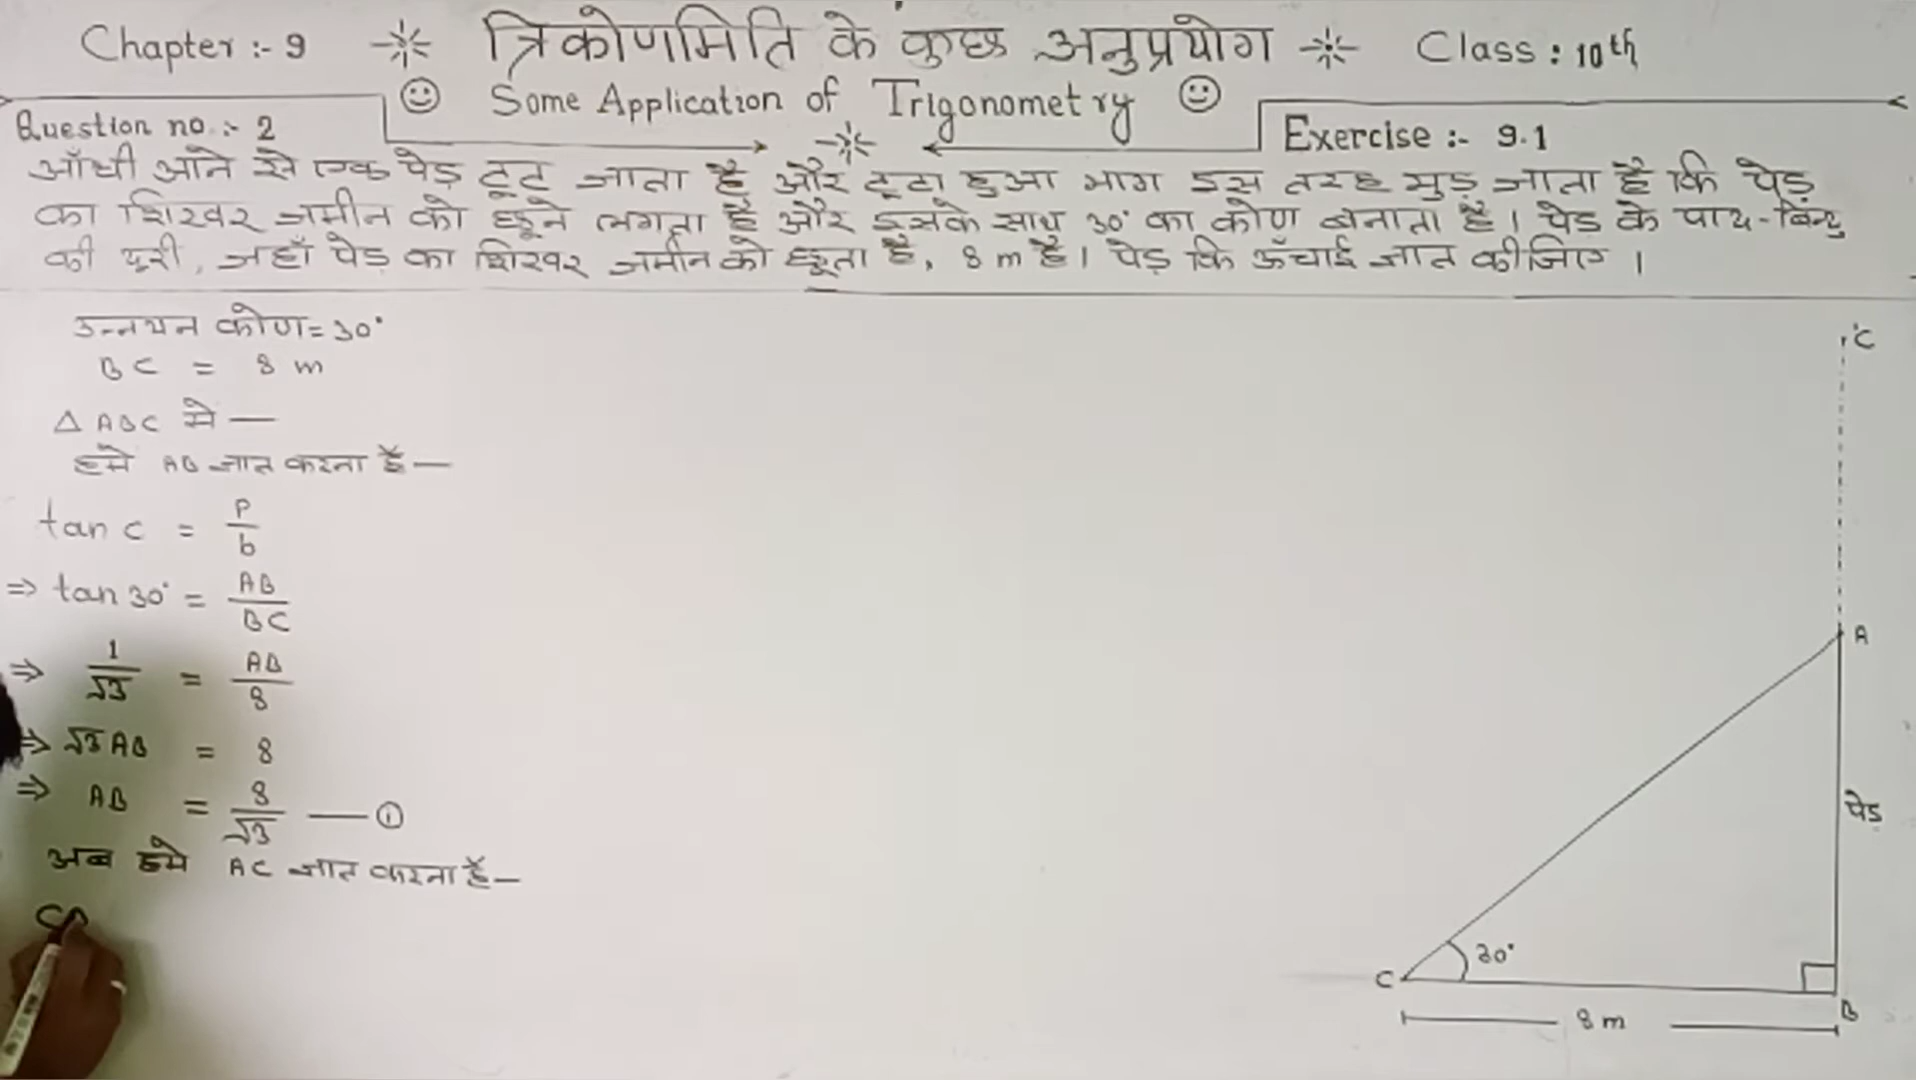 Chapter :- 9 त्रिकोणमिति के कुछ अनुप्रयोग Class : 10th
Some Application of Trigonometry
Question no. :- 2
Exercise :- 9.1
आँधी आने से एक पेड़ टूट जाता है और टूटा हुआ भाग इस तरह मुड़ जाता है कि पेड़
का शिखर जमीन को छूने लगता है और इसके साथ 30° का कोण बनाता है। पेड़ के पाद-बिन्दु
की दूरी, जहाँ पेड़ का शिखर जमीन को छूता है, 8 m है। पेड़ कि ऊँचाई ज्ञात कीजिए।
उन्नयन कोण = 30°
BC = 8 m
△ ABC से —
हमे AB ज्ञात करना है —
tan C = P/b
⇒ tan 30° = AB/BC
⇒ 1/√3 = AB/8
⇒ √3 AB = 8
⇒ AB = 8/√3 — ①
अब हमे AC ज्ञात करना है —
C'
A
पेड़
C
30°
B
8 m